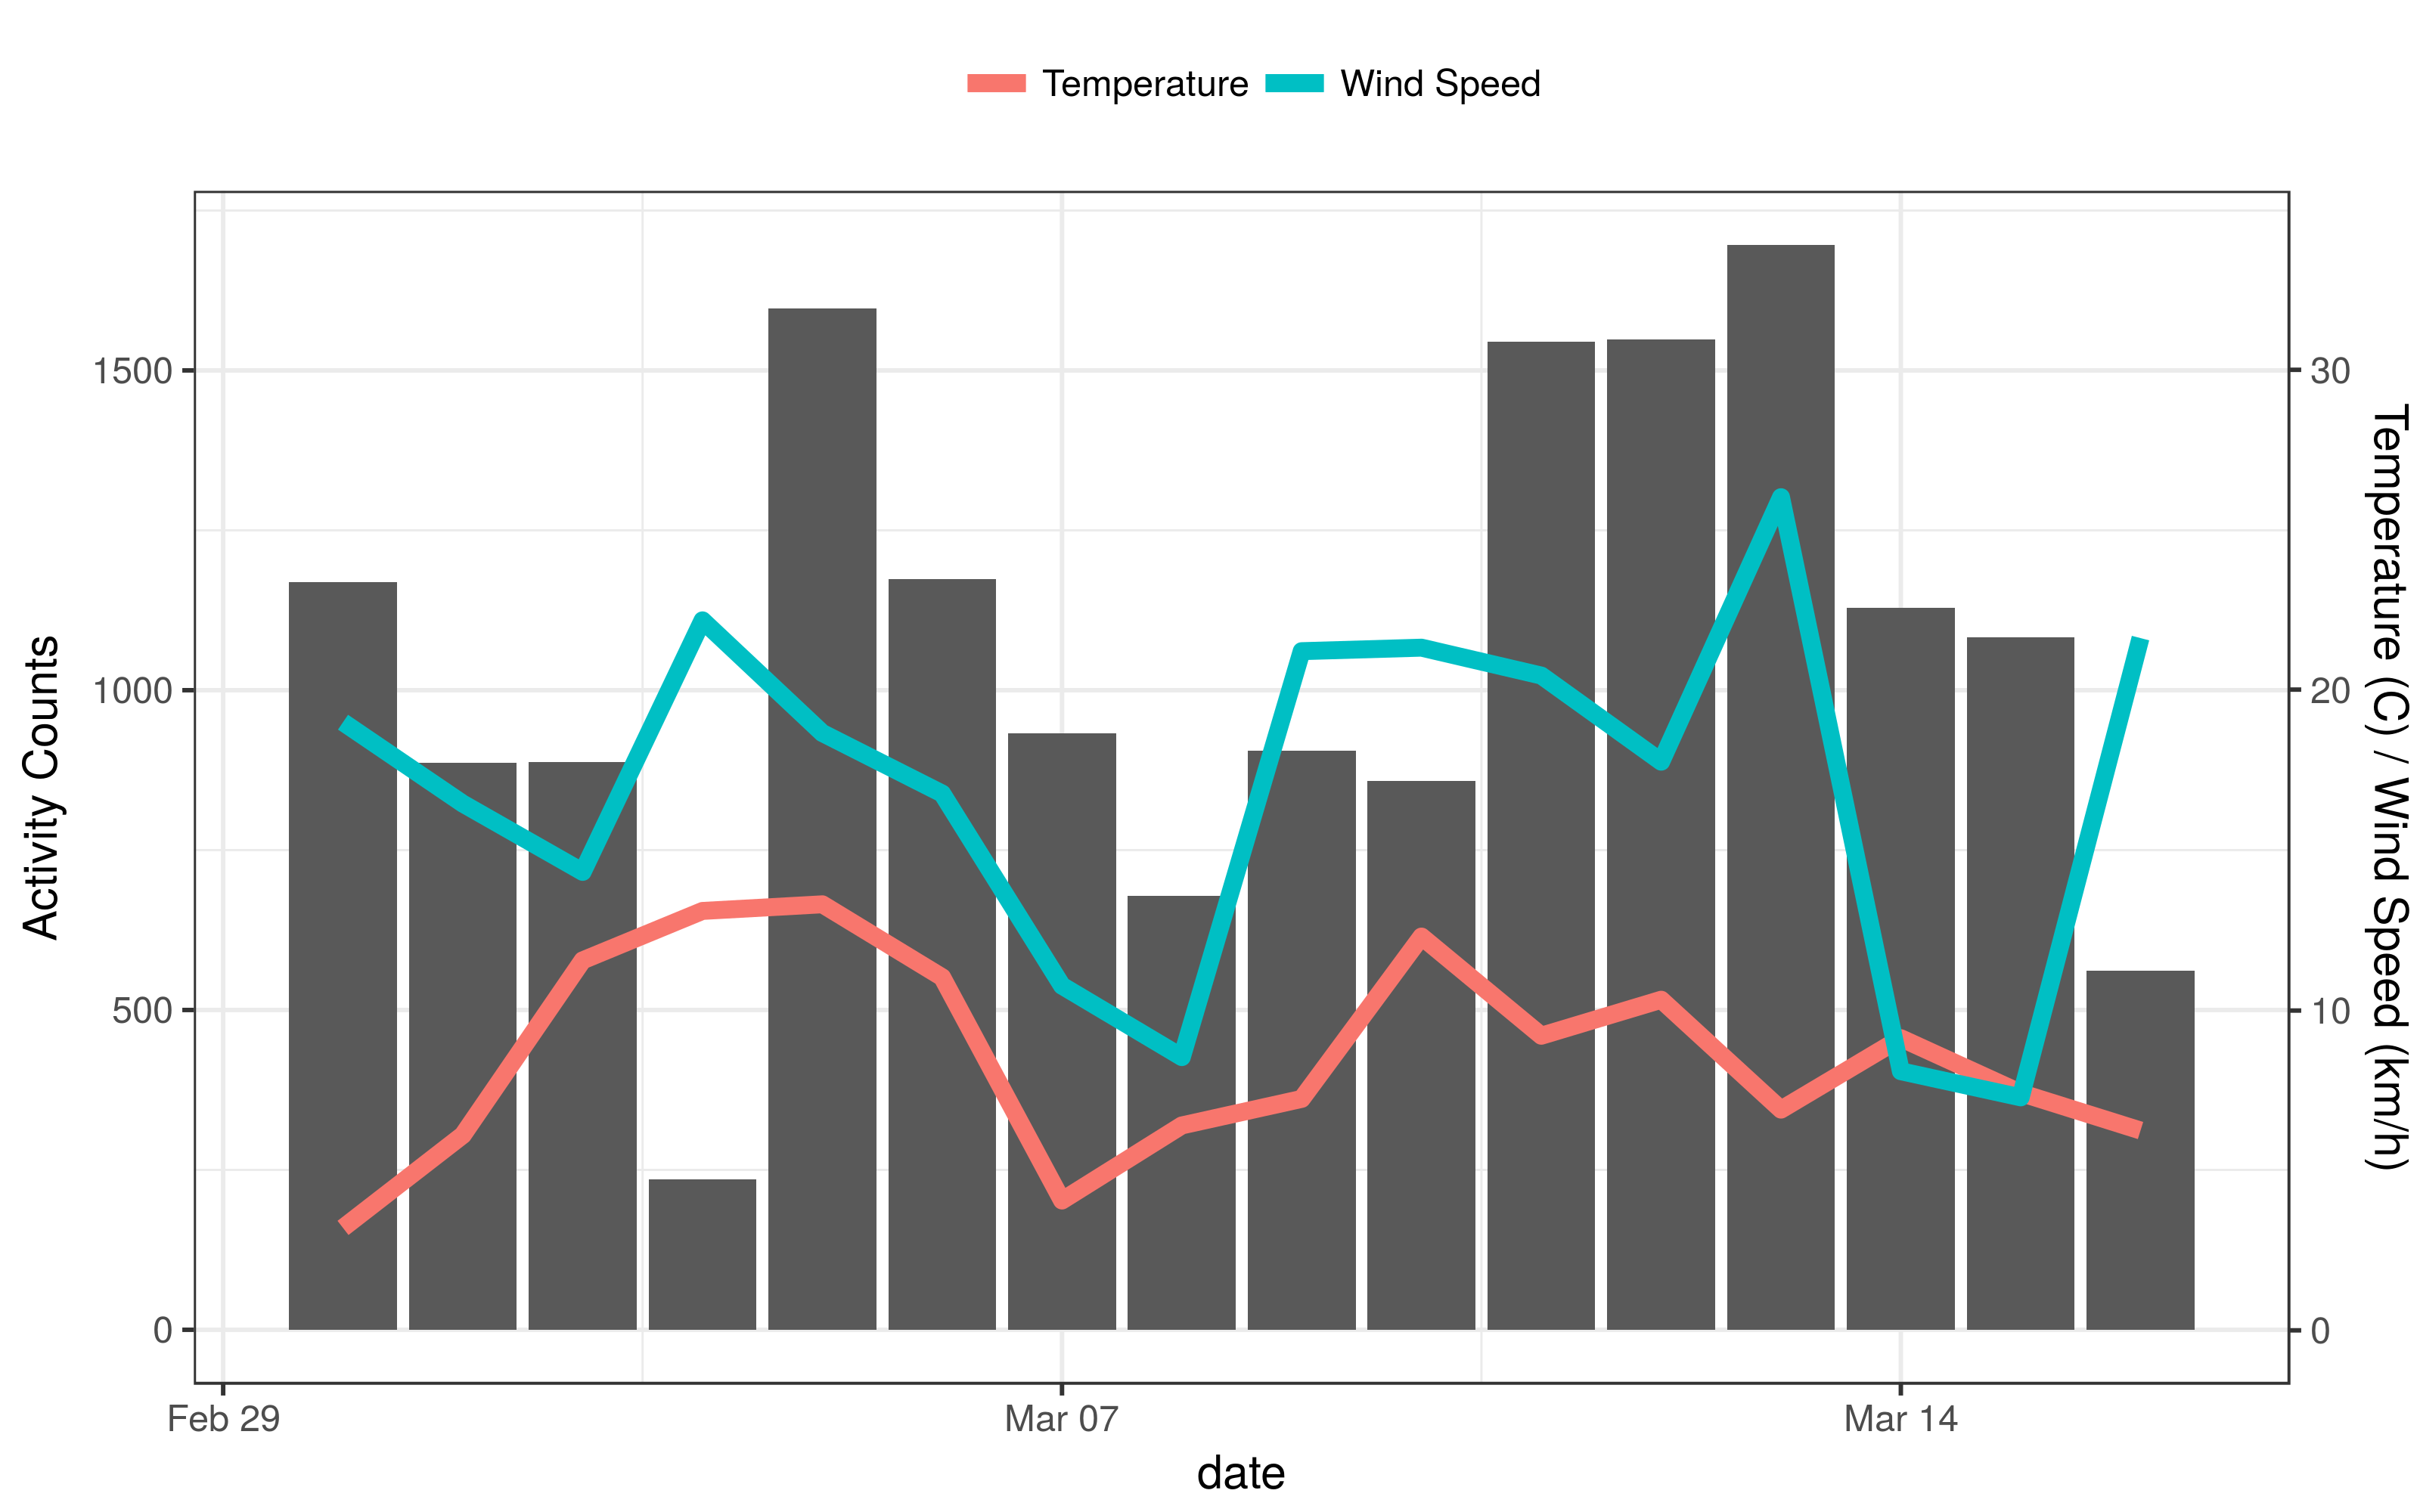 Temperature Wind Speed
Activity Counts
1500
1000
500
0
30
20
10
0
Temperature (C) / Wind Speed (km/h)
Feb 29 Mar 07 Mar 14
date